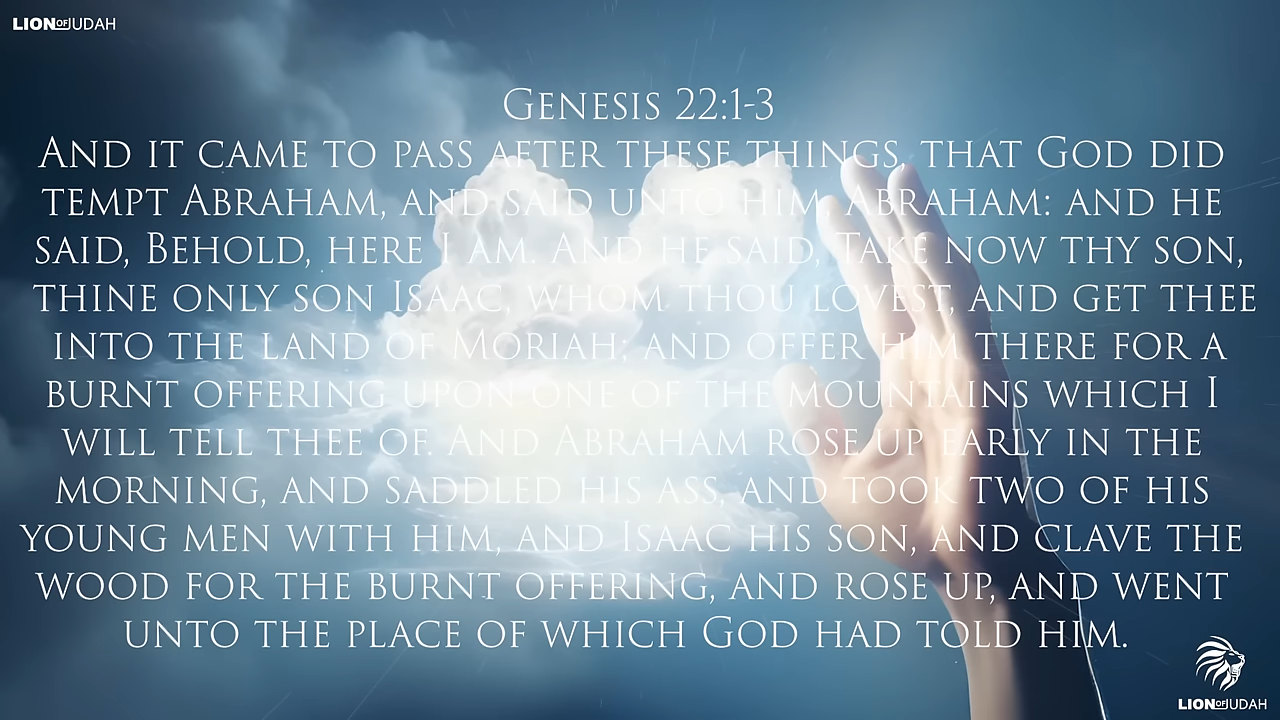 LION OF JUDAH
GENESIS 22:1-3
AND IT CAME TO PASS AFTER THESE THINGS, THAT GOD DID
TEMPT ABRAHAM, AND SAID UNTO HIM, ABRAHAM: AND HE
SAID, BEHOLD, HERE I AM. AND HE SAID, TAKE NOW THY SON,
THINE ONLY SON ISAAC, WHOM THOU LOVEST, AND GET THEE
INTO THE LAND OF MORIAH; AND OFFER HIM THERE FOR A
BURNT OFFERING UPON ONE OF THE MOUNTAINS WHICH I
WILL TELL THEE OF. AND ABRAHAM ROSE UP EARLY IN THE
MORNING, AND SADDLED HIS ASS, AND TOOK TWO OF HIS
YOUNG MEN WITH HIM, AND ISAAC HIS SON, AND CLAVE THE
WOOD FOR THE BURNT OFFERING, AND ROSE UP, AND WENT
UNTO THE PLACE OF WHICH GOD HAD TOLD HIM.
LION OF JUDAH